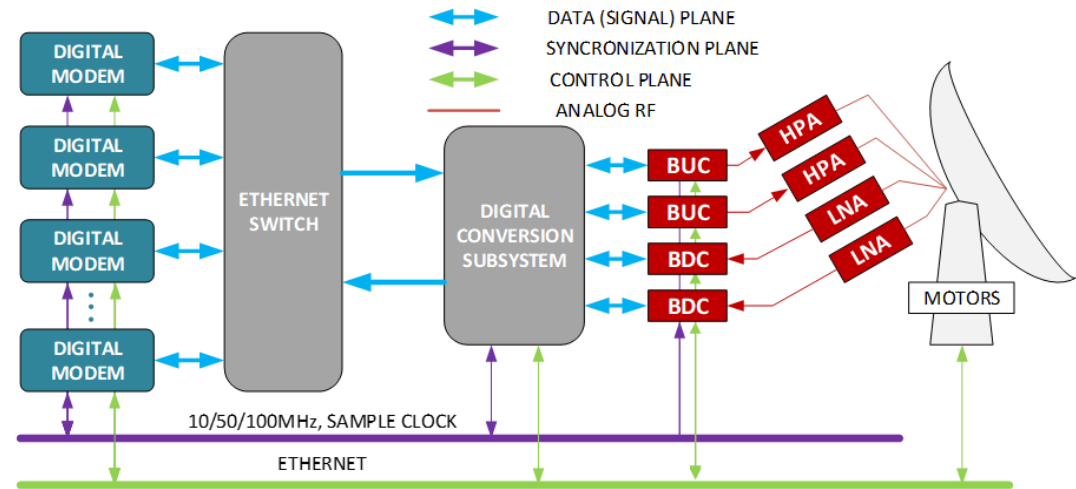 DATA (SIGNAL) PLANE
SYNCRONIZATION PLANE
CONTROL PLANE
ANALOG RF
DIGITAL
MODEM
DIGITAL
MODEM
DIGITAL
MODEM
DIGITAL
MODEM
ETHERNET
SWITCH
DIGITAL
CONVERSION
SUBSYSTEM
BUC
BUC
BDC
BDC
HPA
HPA
LNA
LNA
MOTORS
10/50/100MHz, SAMPLE CLOCK
ETHERNET